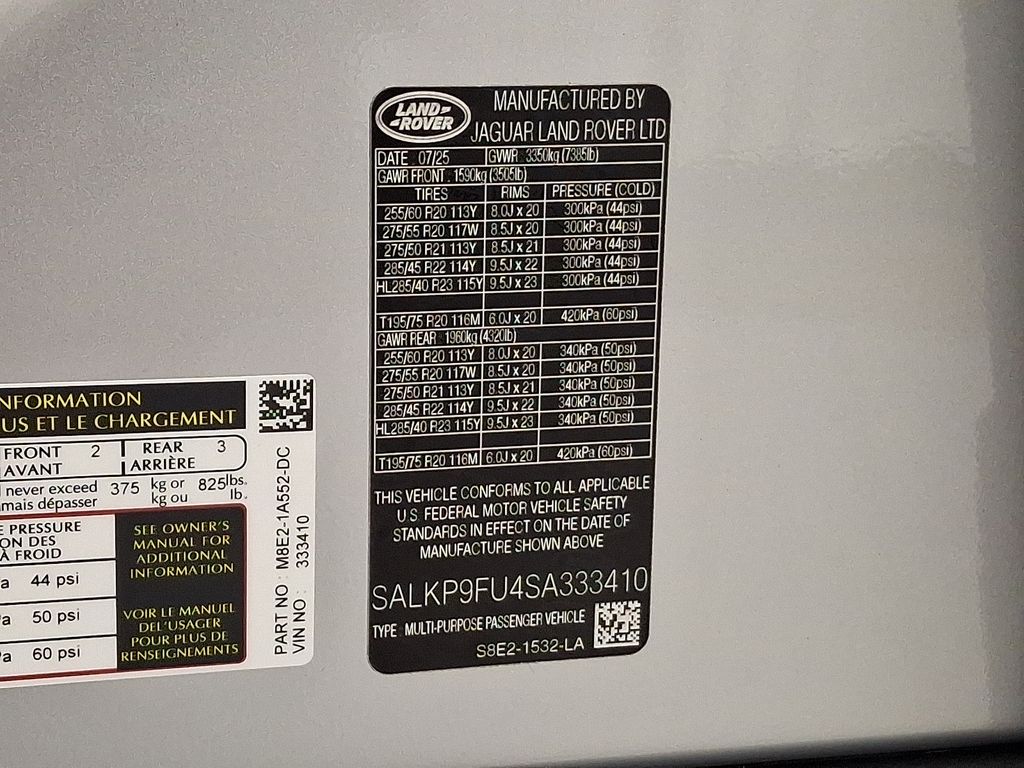 LAND-
-ROVER
MANUFACTURED BY
JAGUAR LAND ROVER LTD
DATE : 07/25 GVWR : 3350kg (7385lb)
GAWR FRONT : 1590kg (3505lb)
TIRES RIMS PRESSURE (COLD)
255/60 R20 113Y 8.0J x 20 300kPa (44psi)
275/55 R20 117W 8.5J x 20 300kPa (44psi)
275/50 R21 113Y 8.5J x 21 300kPa (44psi)
285/45 R22 114Y 9.5J x 22 300kPa (44psi)
HL285/40 R23 115Y 9.5J x 23 300kPa (44psi)
T195/75 R20 116M 6.0J x 20 420kPa (60psi)
GAWR REAR : 1960kg (4320lb)
255/60 R20 113Y 8.0J x 20 340kPa (50psi)
275/55 R20 117W 8.5J x 20 340kPa (50psi)
275/50 R21 113Y 8.5J x 21 340kPa (50psi)
285/45 R22 114Y 9.5J x 22 340kPa (50psi)
HL285/40 R23 115Y 9.5J x 23 340kPa (50psi)
T195/75 R20 116M 6.0J x 20 420kPa (60psi)
THIS VEHICLE CONFORMS TO ALL APPLICABLE
U.S. FEDERAL MOTOR VEHICLE SAFETY
STANDARDS IN EFFECT ON THE DATE OF
MANUFACTURE SHOWN ABOVE
SALKP9FU4SA333410
TYPE : MULTI-PURPOSE PASSENGER VEHICLE
S8E2-1532-LA
NFORMATION
US ET LE CHARGEMENT
FRONT 2 REAR 3
AVANT ARRIÈRE
never exceed 375 kg or 825 lbs.
mais dépasser kg ou lb.
E PRESSURE
ON DES
À FROID
a 44 psi
a 50 psi
a 60 psi
SEE OWNER'S
MANUAL FOR
ADDITIONAL
INFORMATION
VOIR LE MANUEL
DEL'USAGER
POUR PLUS DE
RENSEIGNEMENTS
PART NO : M8E2-1A552-DC
VIN NO : 333410